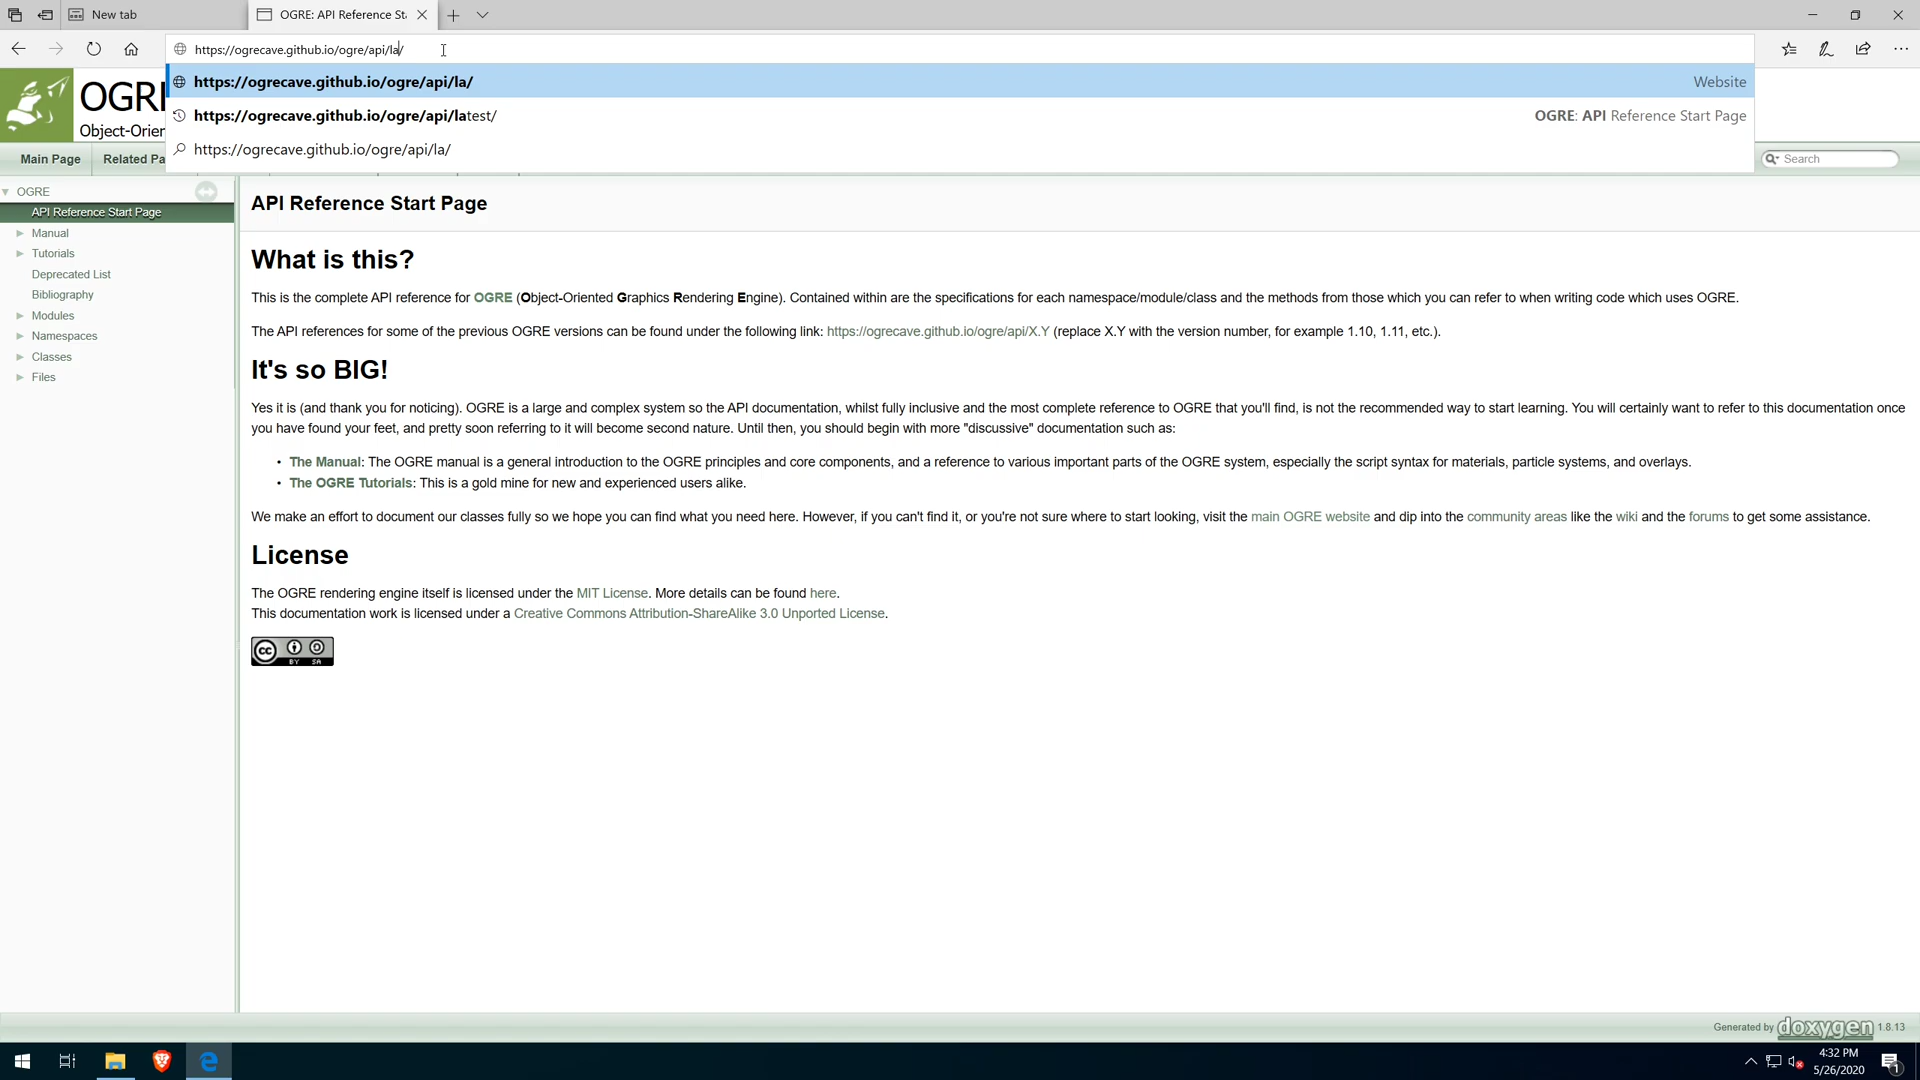 New tab
OGRE: API Reference St
https://ogrecave.github.io/ogre/api/la/
https://ogrecave.github.io/ogre/api/la/ Website
https://ogrecave.github.io/ogre/api/latest/ OGRE: API Reference Start Page
https://ogrecave.github.io/ogre/api/la/
OGRE
Object-Orien
Main Page
Related Pa
Search
OGRE
API Reference Start Page
Manual
Tutorials
Deprecated List
Bibliography
Modules
Namespaces
Classes
Files
API Reference Start Page
What is this?
This is the complete API reference for OGRE (Object-Oriented Graphics Rendering Engine). Contained within are the specifications for each namespace/module/class and the methods from those which you can refer to when writing code which uses OGRE.
The API references for some of the previous OGRE versions can be found under the following link: https://ogrecave.github.io/ogre/api/X.Y (replace X.Y with the version number, for example 1.10, 1.11, etc.).
It's so BIG!
Yes it is (and thank you for noticing). OGRE is a large and complex system so the API documentation, whilst fully inclusive and the most complete reference to OGRE that you'll find, is not the recommended way to start learning. You will certainly want to refer to this documentation once
you have found your feet, and pretty soon referring to it will become second nature. Until then, you should begin with more "discussive" documentation such as:
• The Manual: The OGRE manual is a general introduction to the OGRE principles and core components, and a reference to various important parts of the OGRE system, especially the script syntax for materials, particle systems, and overlays.
• The OGRE Tutorials: This is a gold mine for new and experienced users alike.
We make an effort to document our classes fully so we hope you can find what you need here. However, if you can't find it, or you're not sure where to start looking, visit the main OGRE website and dip into the community areas like the wiki and the forums to get some assistance.
License
The OGRE rendering engine itself is licensed under the MIT License. More details can be found here.
This documentation work is licensed under a Creative Commons Attribution-ShareAlike 3.0 Unported License.
cc BY SA
Generated by doxygen 1.8.13
4:32 PM
5/26/2020
1